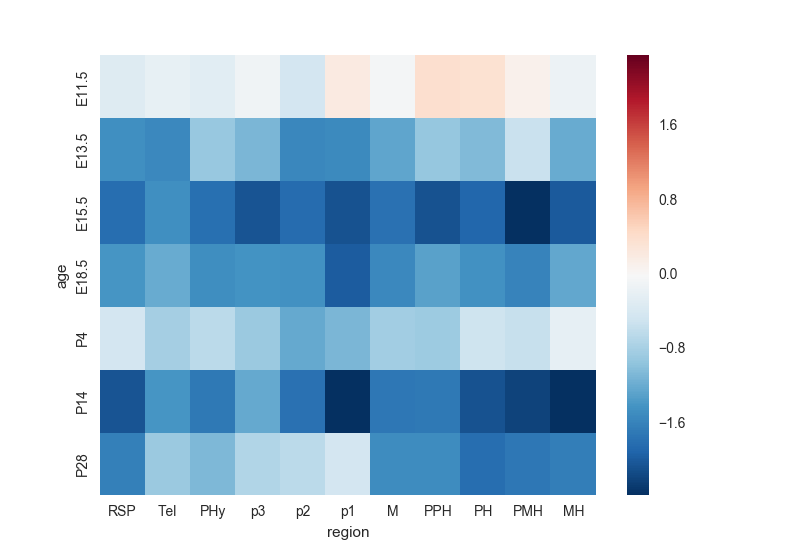 E11.5
E13.5
E15.5
E18.5
P4
P14
P28
age
RSP Tel PHy p3 p2 p1 M PPH PH PMH MH
region
1.6
0.8
0.0
−0.8
−1.6